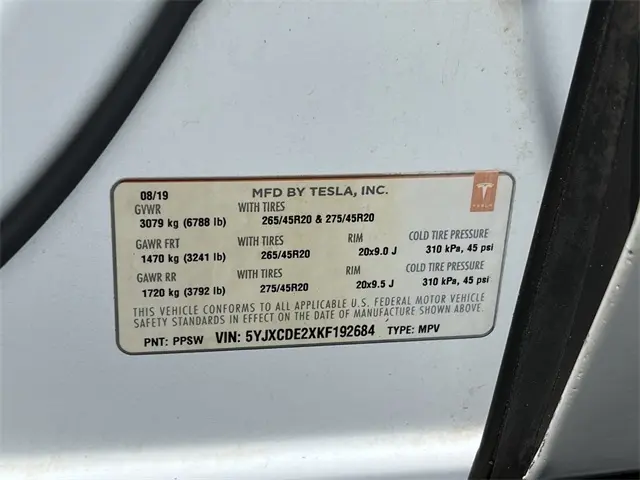 08/19 MFD BY TESLA, INC. TESLA
GVWR WITH TIRES
3079 kg (6788 lb) 265/45R20 & 275/45R20
GAWR FRT WITH TIRES RIM COLD TIRE PRESSURE
1470 kg (3241 lb) 265/45R20 20x9.0 J 310 kPa, 45 psi
GAWR RR WITH TIRES RIM COLD TIRE PRESSURE
1720 kg (3792 lb) 275/45R20 20x9.5 J 310 kPa, 45 psi
THIS VEHICLE CONFORMS TO ALL APPLICABLE U.S. FEDERAL MOTOR VEHICLE
SAFETY STANDARDS IN EFFECT ON THE DATE OF MANUFACTURE SHOWN ABOVE.
PNT: PPSW VIN: 5YJXCDE2XKF192684 TYPE: MPV